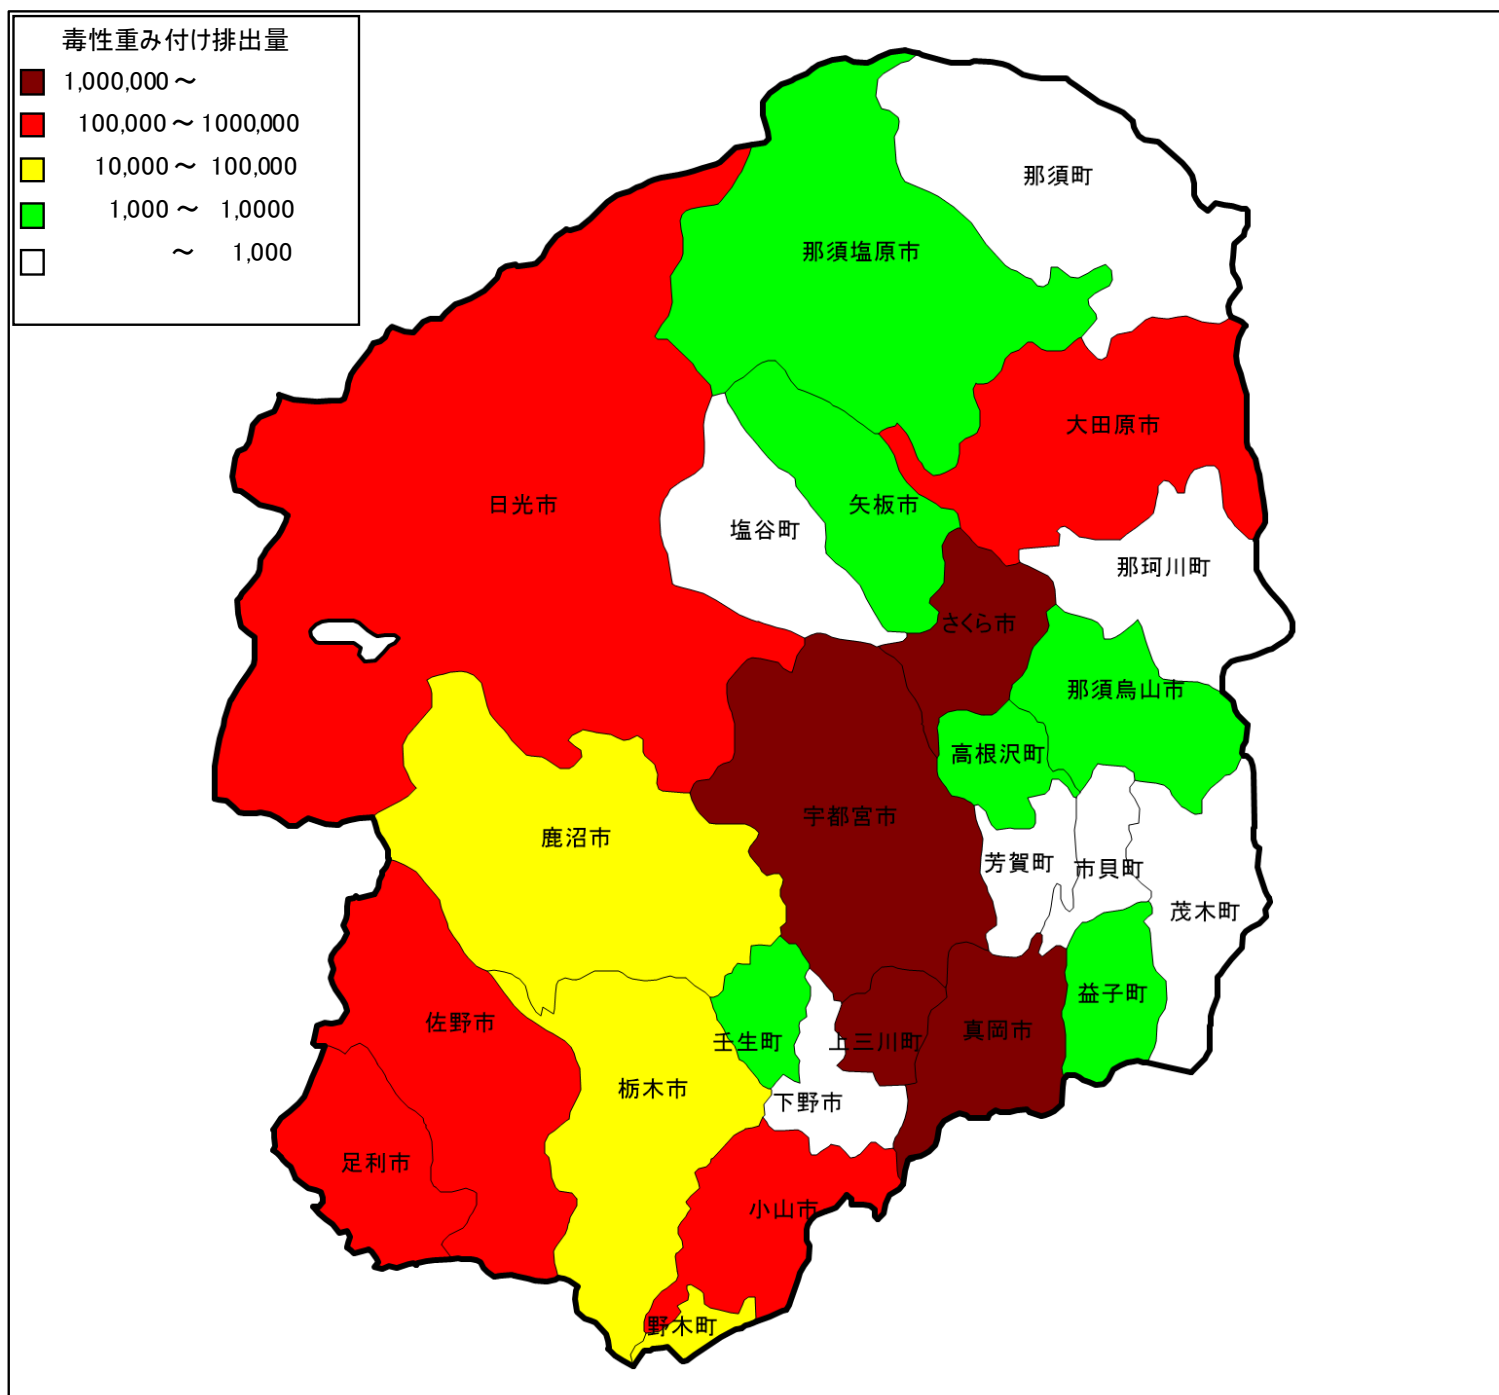 毒性重み付け排出量
1,000,000～
100,000～1000,000
10,000～ 100,000
1,000～ 1,0000
～ 1,000
那須町
那須塩原市
大田原市
日光市
矢板市
塩谷町
那珂川町
さくら市
那須烏山市
高根沢町
宇都宮市
鹿沼市
芳賀町
市貝町
茂木町
益子町
佐野市
壬生町
上三川町
真岡市
栃木市
下野市
足利市
小山市
野木町